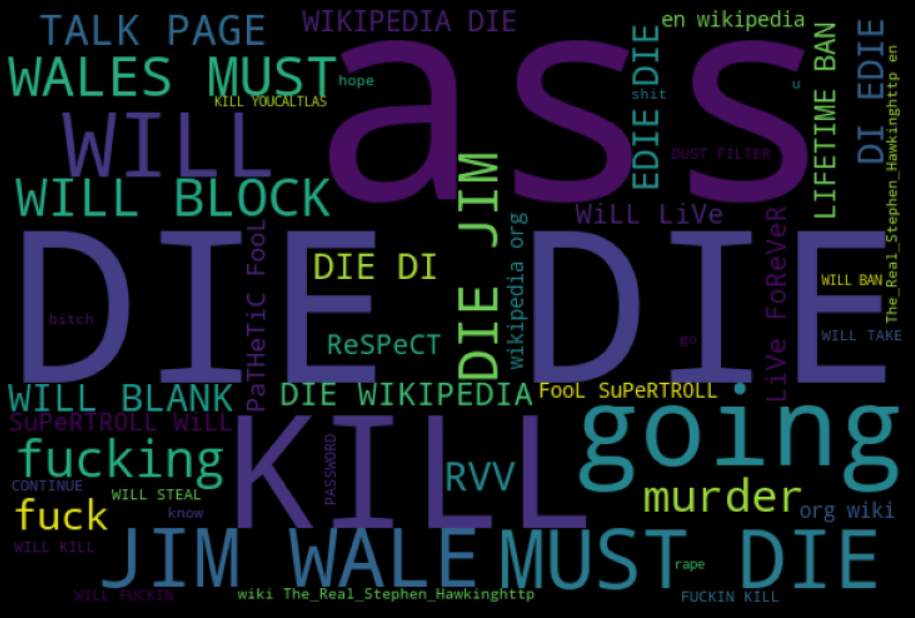 TALK PAGE
WIKIPEDIA DIE
en wikipedia
WALES MUST
hope
KILL YOUCALTLAS
ass
shit
u
EDIE DIE
LIFETIME BAN
DI EDIE
WILL
DUST FILTER
WILL BLOCK
DIE JIM
WiLL LiVe
The_Real_Stephen_Hawkinghttp en
DIE DIE
PaTHeTiC FooL
DIE DI
wikipedia org
LiVe FoReVeR
WILL BAN
bitch
ReSPeCT
go
WILL TAKE
WILL BLANK
DIE WIKIPEDIA
FooL SuPeRTROLL
SuPeRTROLL WiLL
KILL
going
fucking
PASSWORD
RVV
CONTINUE
WILL STEAL
murder
fuck
know
org wiki
WILL KILL
JIM WALE
MUST DIE
rape
WILL FUCKIN
wiki The_Real_Stephen_Hawkinghttp
FUCKIN KILL